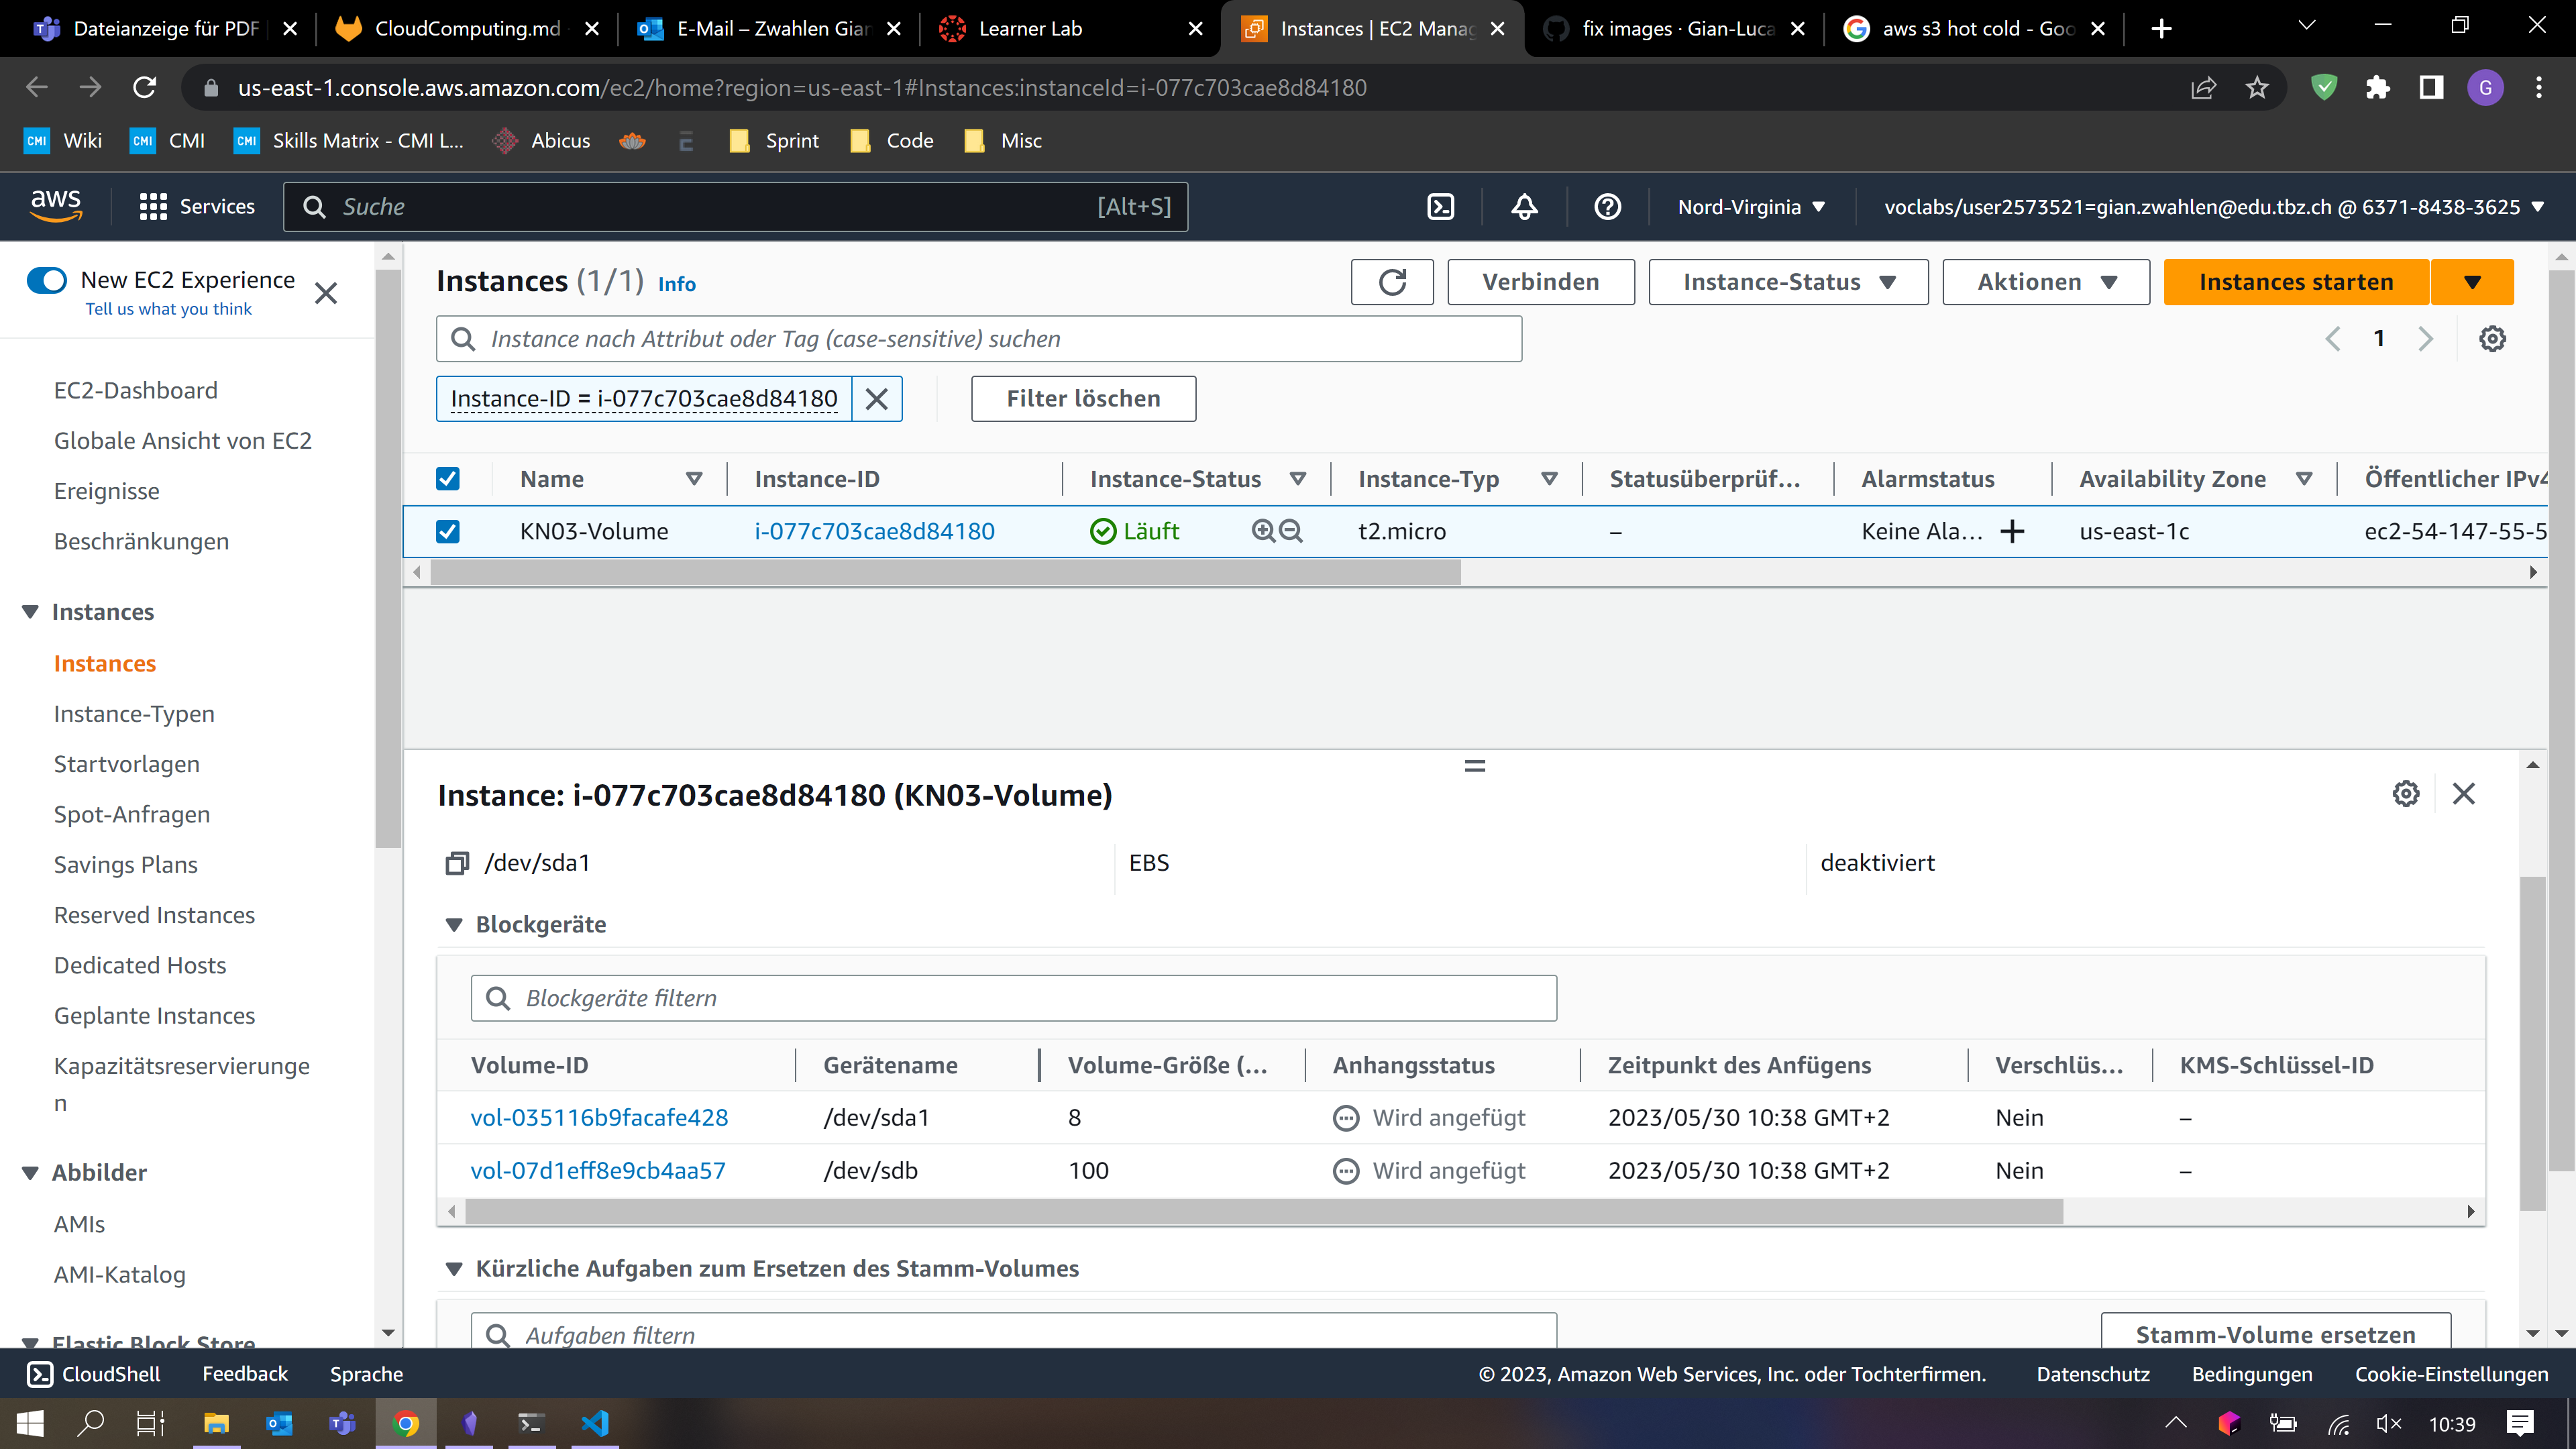 Dateianzeige für PDF
CloudComputing.md
E-Mail – Zwahlen Gian
Learner Lab
Instances | EC2 Manag
fix images · Gian-Luca
aws s3 hot cold - Goo
us-east-1.console.aws.amazon.com/ec2/home?region=us-east-1#Instances:instanceId=i-077c703cae8d84180
G
CMI Wiki
CMI CMI
CMI Skills Matrix - CMI L...
Abicus
Sprint
Code
Misc
aws
Services
Suche
[Alt+S]
Nord-Virginia
voclabs/user2573521=gian.zwahlen@edu.tbz.ch @ 6371-8438-3625
New EC2 Experience
Tell us what you think
EC2-Dashboard
Globale Ansicht von EC2
Ereignisse
Beschränkungen
Instances
Instances
Instance-Typen
Startvorlagen
Spot-Anfragen
Savings Plans
Reserved Instances
Dedicated Hosts
Geplante Instances
Kapazitätsreservierunge
n
Abbilder
AMIs
AMI-Katalog
Elastic Block Store
Instances (1/1) Info
Verbinden
Instance-Status
Aktionen
Instances starten
Instance nach Attribut oder Tag (case-sensitive) suchen
1
Instance-ID = i-077c703cae8d84180
Filter löschen
Name Instance-ID Instance-Status Instance-Typ Statusüberprüf... Alarmstatus Availability Zone Öffentlicher IPv4
KN03-Volume i-077c703cae8d84180 Läuft t2.micro – Keine Ala... us-east-1c ec2-54-147-55-5
Instance: i-077c703cae8d84180 (KN03-Volume)
/dev/sda1 EBS deaktiviert
Blockgeräte
Blockgeräte filtern
Volume-ID Gerätename Volume-Größe (... Anhangsstatus Zeitpunkt des Anfügens Verschlüs... KMS-Schlüssel-ID
vol-035116b9facafe428 /dev/sda1 8 Wird angefügt 2023/05/30 10:38 GMT+2 Nein –
vol-07d1eff8e9cb4aa57 /dev/sdb 100 Wird angefügt 2023/05/30 10:38 GMT+2 Nein –
Kürzliche Aufgaben zum Ersetzen des Stamm-Volumes
Aufgaben filtern
Stamm-Volume ersetzen
CloudShell
Feedback
Sprache
© 2023, Amazon Web Services, Inc. oder Tochterfirmen.
Datenschutz
Bedingungen
Cookie-Einstellungen
10:39